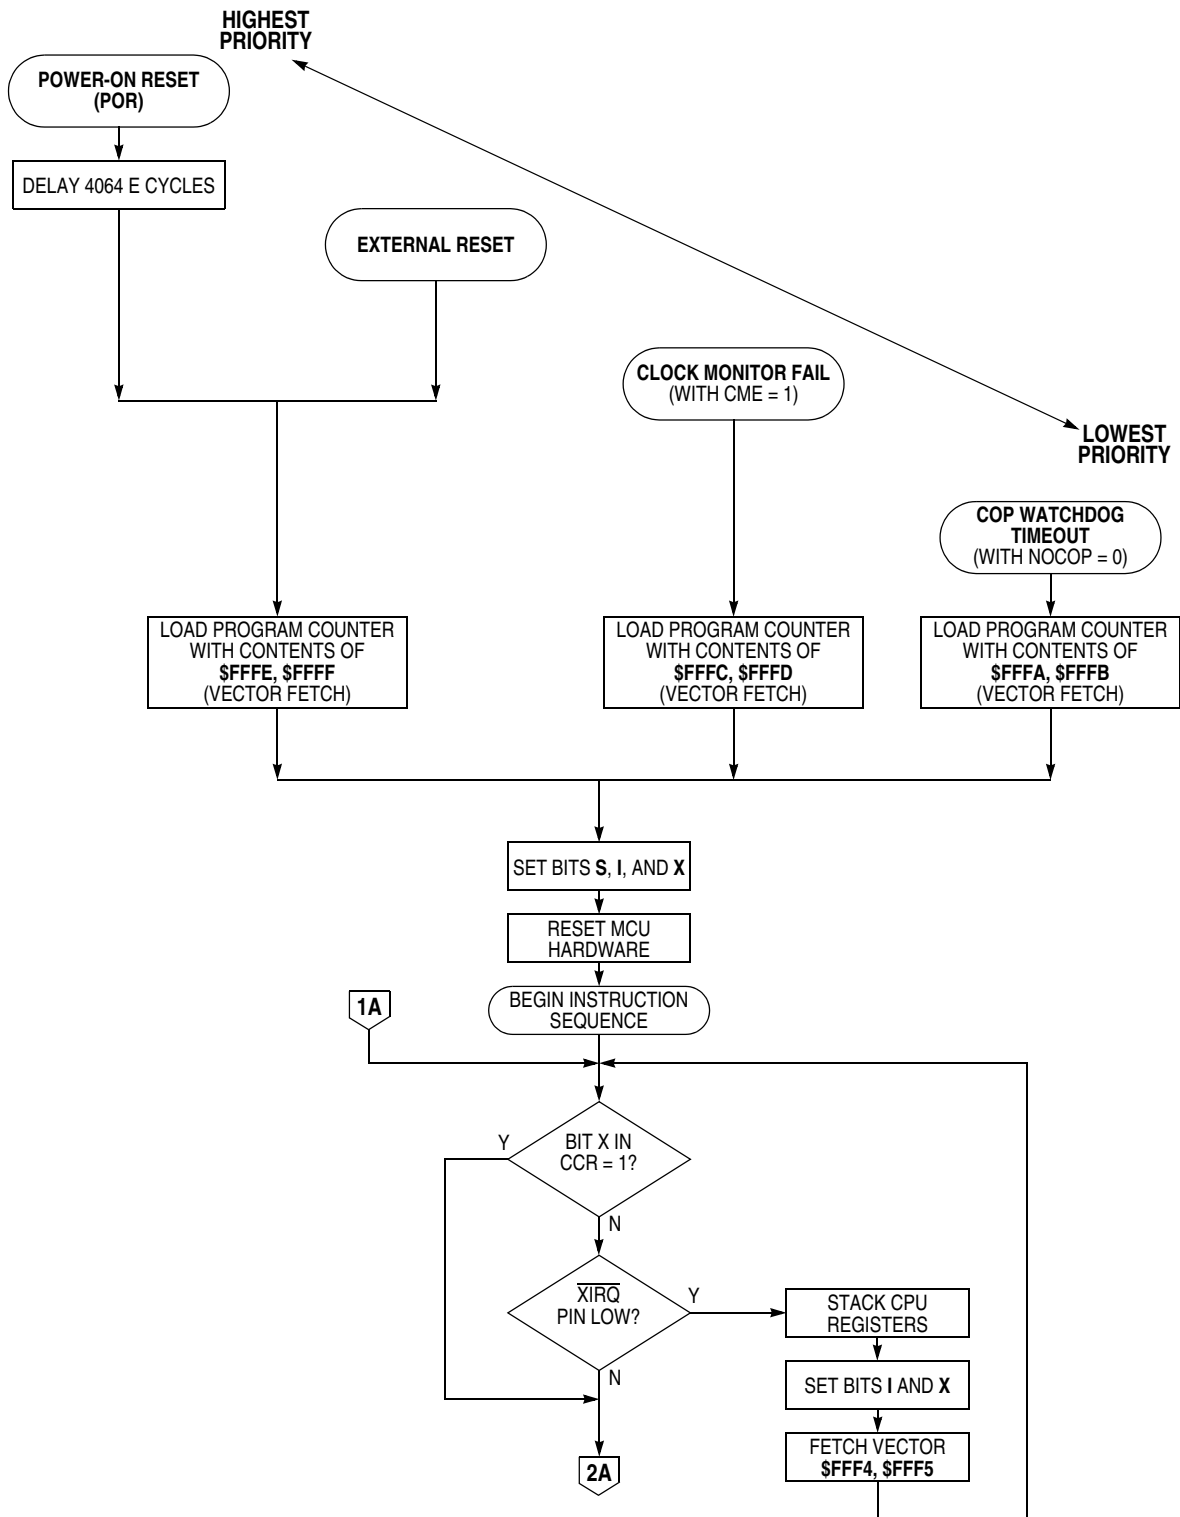 HIGHEST
PRIORITY
POWER-ON RESET
(POR)
DELAY 4064 E CYCLES
EXTERNAL RESET
CLOCK MONITOR FAIL
(WITH CME = 1)
LOWEST
PRIORITY
COP WATCHDOG
TIMEOUT
(WITH NOCOP = 0)
LOAD PROGRAM COUNTER
WITH CONTENTS OF
$FFFE, $FFFF
(VECTOR FETCH)
LOAD PROGRAM COUNTER
WITH CONTENTS OF
$FFFC, $FFFD
(VECTOR FETCH)
LOAD PROGRAM COUNTER
WITH CONTENTS OF
$FFFA, $FFFB
(VECTOR FETCH)
SET BITS S, I, AND X
RESET MCU
HARDWARE
BEGIN INSTRUCTION
SEQUENCE
1A
Y
BIT X IN
CCR = 1?
N
XIRQ
PIN LOW?
Y
STACK CPU
REGISTERS
N
SET BITS I AND X
FETCH VECTOR
$FFF4, $FFF5
2A